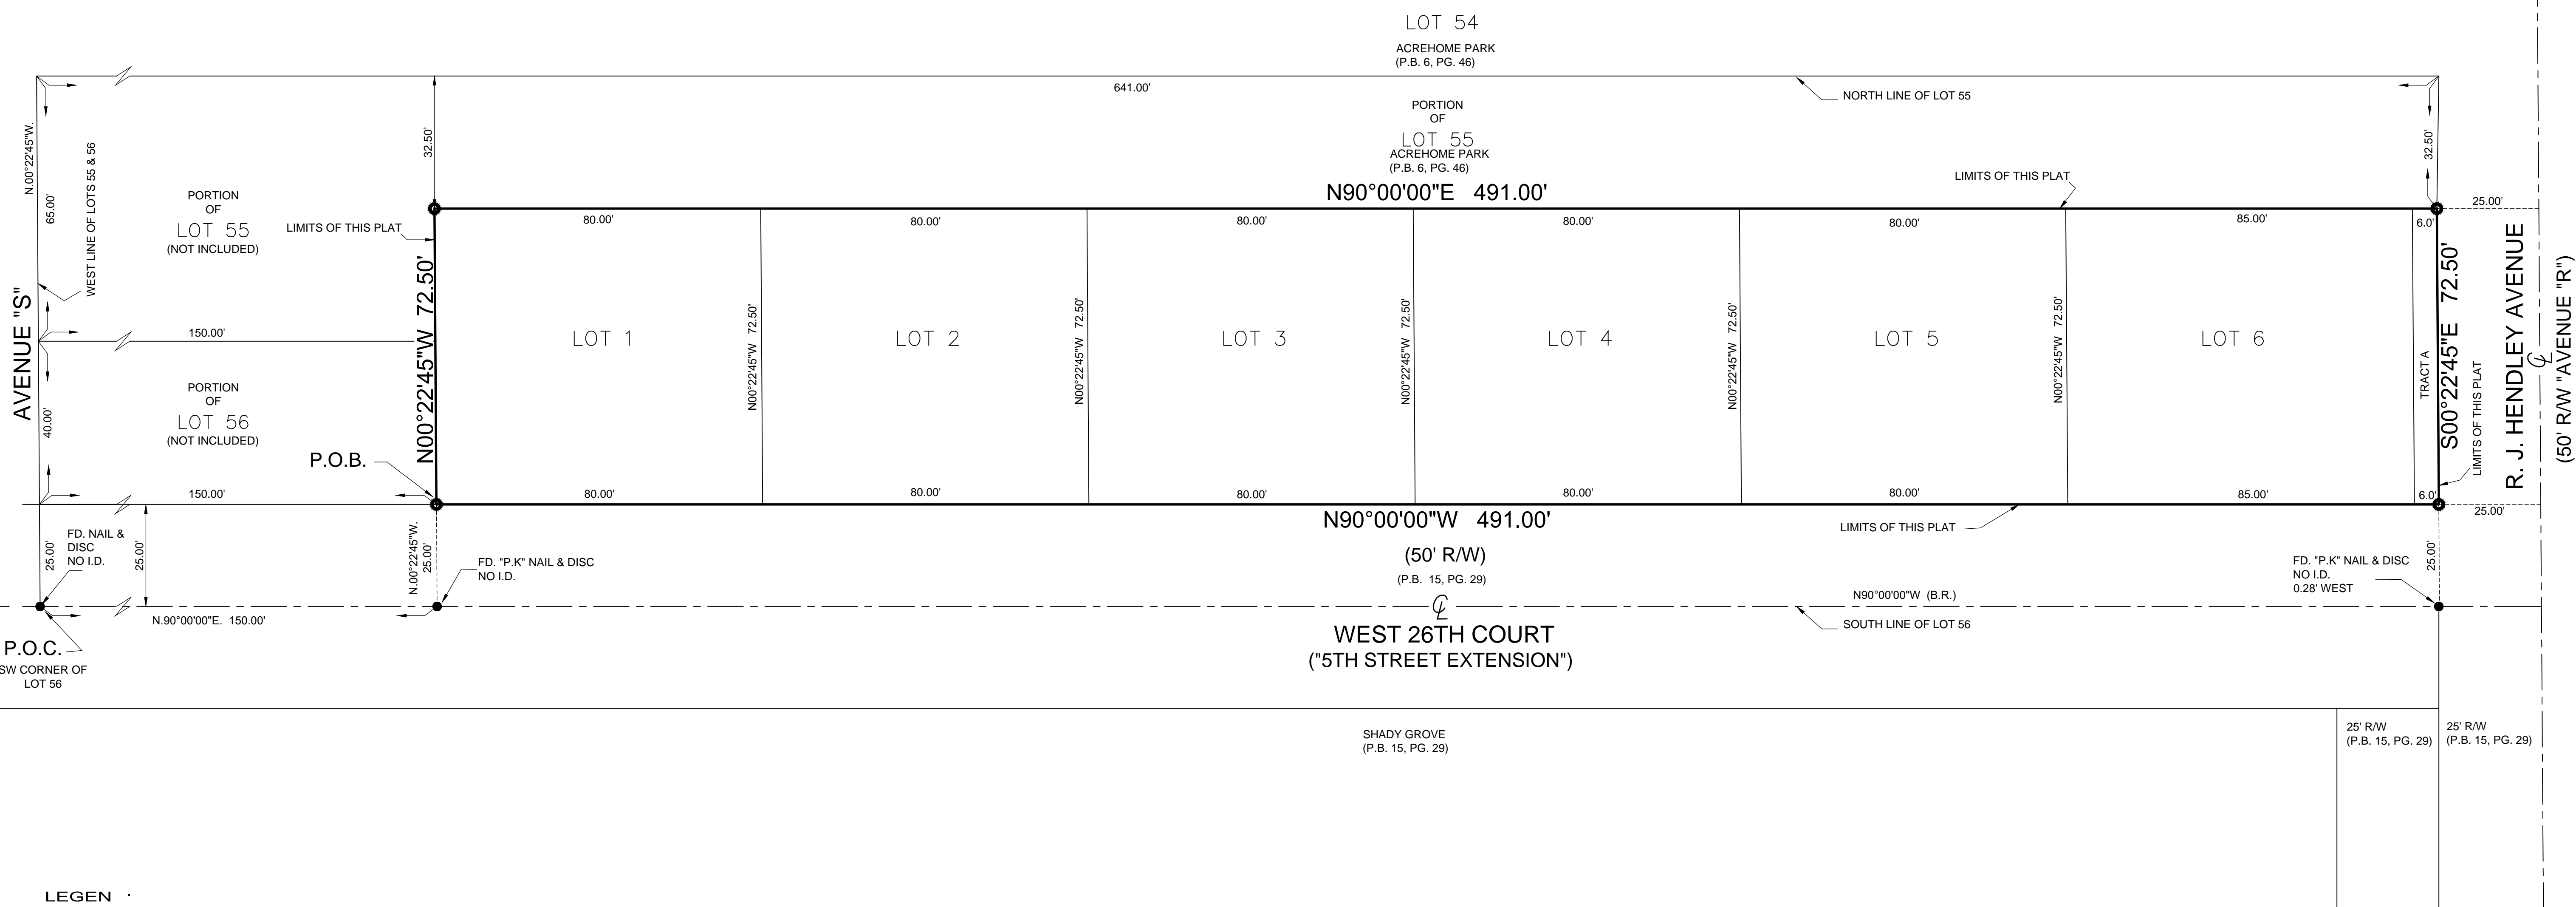 LOT 54
ACREHOME PARK
(P.B. 6, PG. 46)
641.00'
NORTH LINE OF LOT 55
PORTION
OF
LOT 55
ACREHOME PARK
(P.B. 6, PG. 46)
N.00°22'45"W.
65.00'
WEST LINE OF LOTS 55 & 56
32.50'
32.50'
PORTION
OF
LOT 55
(NOT INCLUDED)
LIMITS OF THIS PLAT
N90°00'00"E 491.00'
LIMITS OF THIS PLAT
25.00'
80.00'
80.00'
80.00'
80.00'
80.00'
85.00'
6.0'
AVENUE "S"
150.00'
N00°22'45"W 72.50'
LOT 1
N00°22'45"W 72.50'
LOT 2
N00°22'45"W 72.50'
LOT 3
N00°22'45"W 72.50'
LOT 4
N00°22'45"W 72.50'
LOT 5
N00°22'45"W 72.50'
LOT 6
TRACT A
S00°22'45"E 72.50'
LIMITS OF THIS PLAT
R. J. HENDLEY AVENUE
CL
(50' R/W "AVENUE "R")
40.00'
PORTION
OF
LOT 56
(NOT INCLUDED)
P.O.B.
150.00'
80.00'
80.00'
80.00'
80.00'
80.00'
85.00'
6.0'
25.00'
N90°00'00"W 491.00'
LIMITS OF THIS PLAT
25.00'
FD. NAIL &
DISC
NO I.D.
25.00'
N.00°22'45"W.
25.00'
FD. "P.K" NAIL & DISC
NO I.D.
(50' R/W)
(P.B. 15, PG. 29)
FD. "P.K" NAIL & DISC
NO I.D.
0.28' WEST
25.00'
N90°00'00"W (B.R.)
CL
N.90°00'00"E. 150.00'
SOUTH LINE OF LOT 56
WEST 26TH COURT
("5TH STREET EXTENSION")
P.O.C.
SW CORNER OF
LOT 56
SHADY GROVE
(P.B. 15, PG. 29)
25' R/W
(P.B. 15, PG. 29)
25' R/W
(P.B. 15, PG. 29)
LEGEN